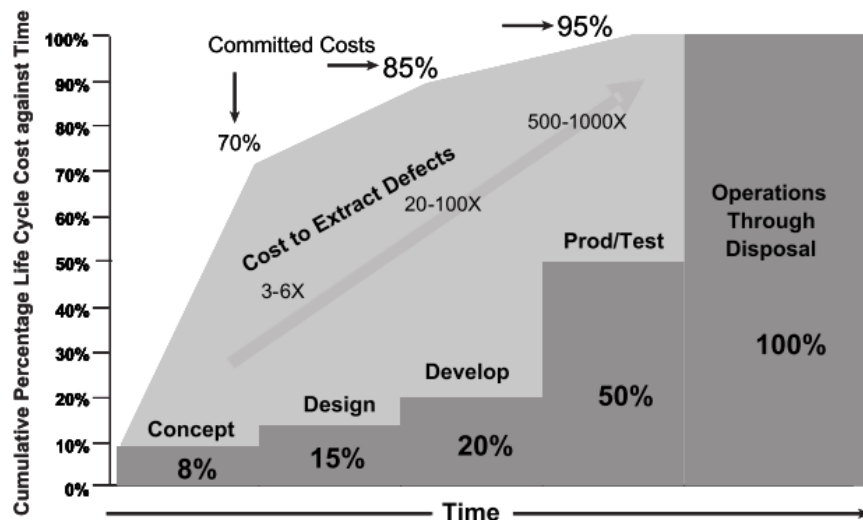 Cumulative Percentage Life Cycle Cost against Time
100%
90%
80%
70%
60%
50%
40%
30%
20%
10%
0%
Committed Costs
70%
85%
95%
Cost to Extract Defects
3-6X
20-100X
500-1000X
Concept
8%
Design
15%
Develop
20%
Prod/Test
50%
Operations
Through
Disposal
100%
Time